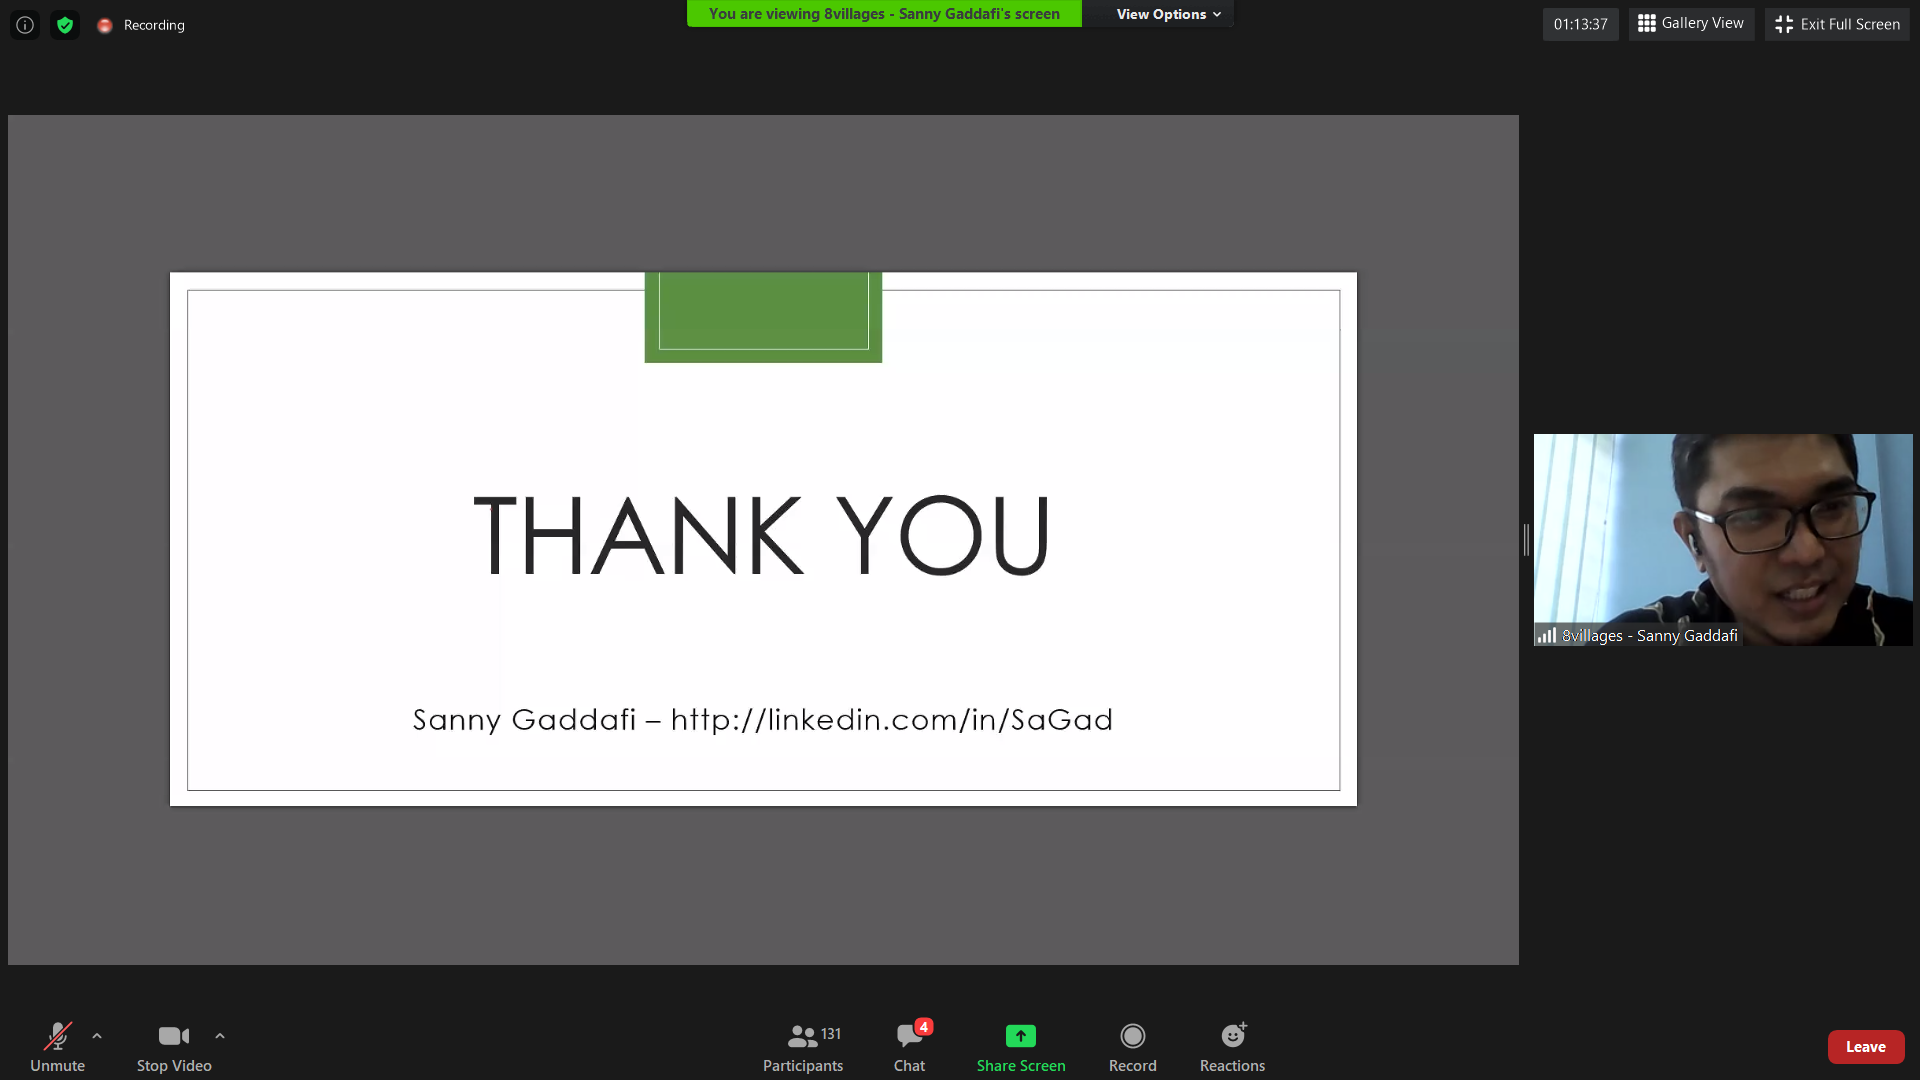 Recording
You are viewing 8villages - Sanny Gaddafi's screen
View Options
01:13:37
Gallery View
Exit Full Screen
THANK YOU
Sanny Gaddafi – http://linkedin.com/in/SaGad
8villages - Sanny Gaddafi
Unmute
Stop Video
131
Participants
4
Chat
Share Screen
Record
Reactions
Leave